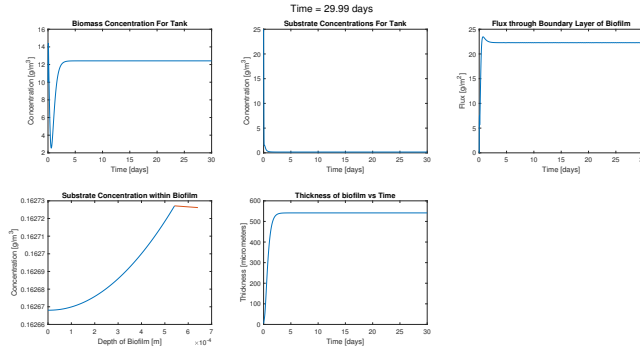 Time = 29.99 days
Biomass Concentration For Tank
Concentration [g/m³]
16
14
12
10
8
6
4
2
0 5 10 15 20 25 30
Time [days]
Substrate Concentrations For Tank
Concentration [g/m³]
25
20
15
10
5
0
0 5 10 15 20 25 30
Time [days]
Flux through Boundary Layer of Biofilm
Flux [g/m²]
25
20
15
10
5
0
0 5 10 15 20 25 30
Time [days]
Substrate Concentration within Biofilm
Concentration [g/m³]
0.16273
0.16272
0.16271
0.1627
0.16269
0.16268
0.16267
0.16266
0 1 2 3 4 5 6 7
Depth of Biofilm [m]
×10⁻⁴
Thickness of biofilm vs Time
Thickness [micrometers]
600
500
400
300
200
100
0
0 5 10 15 20 25 30
Time [days]